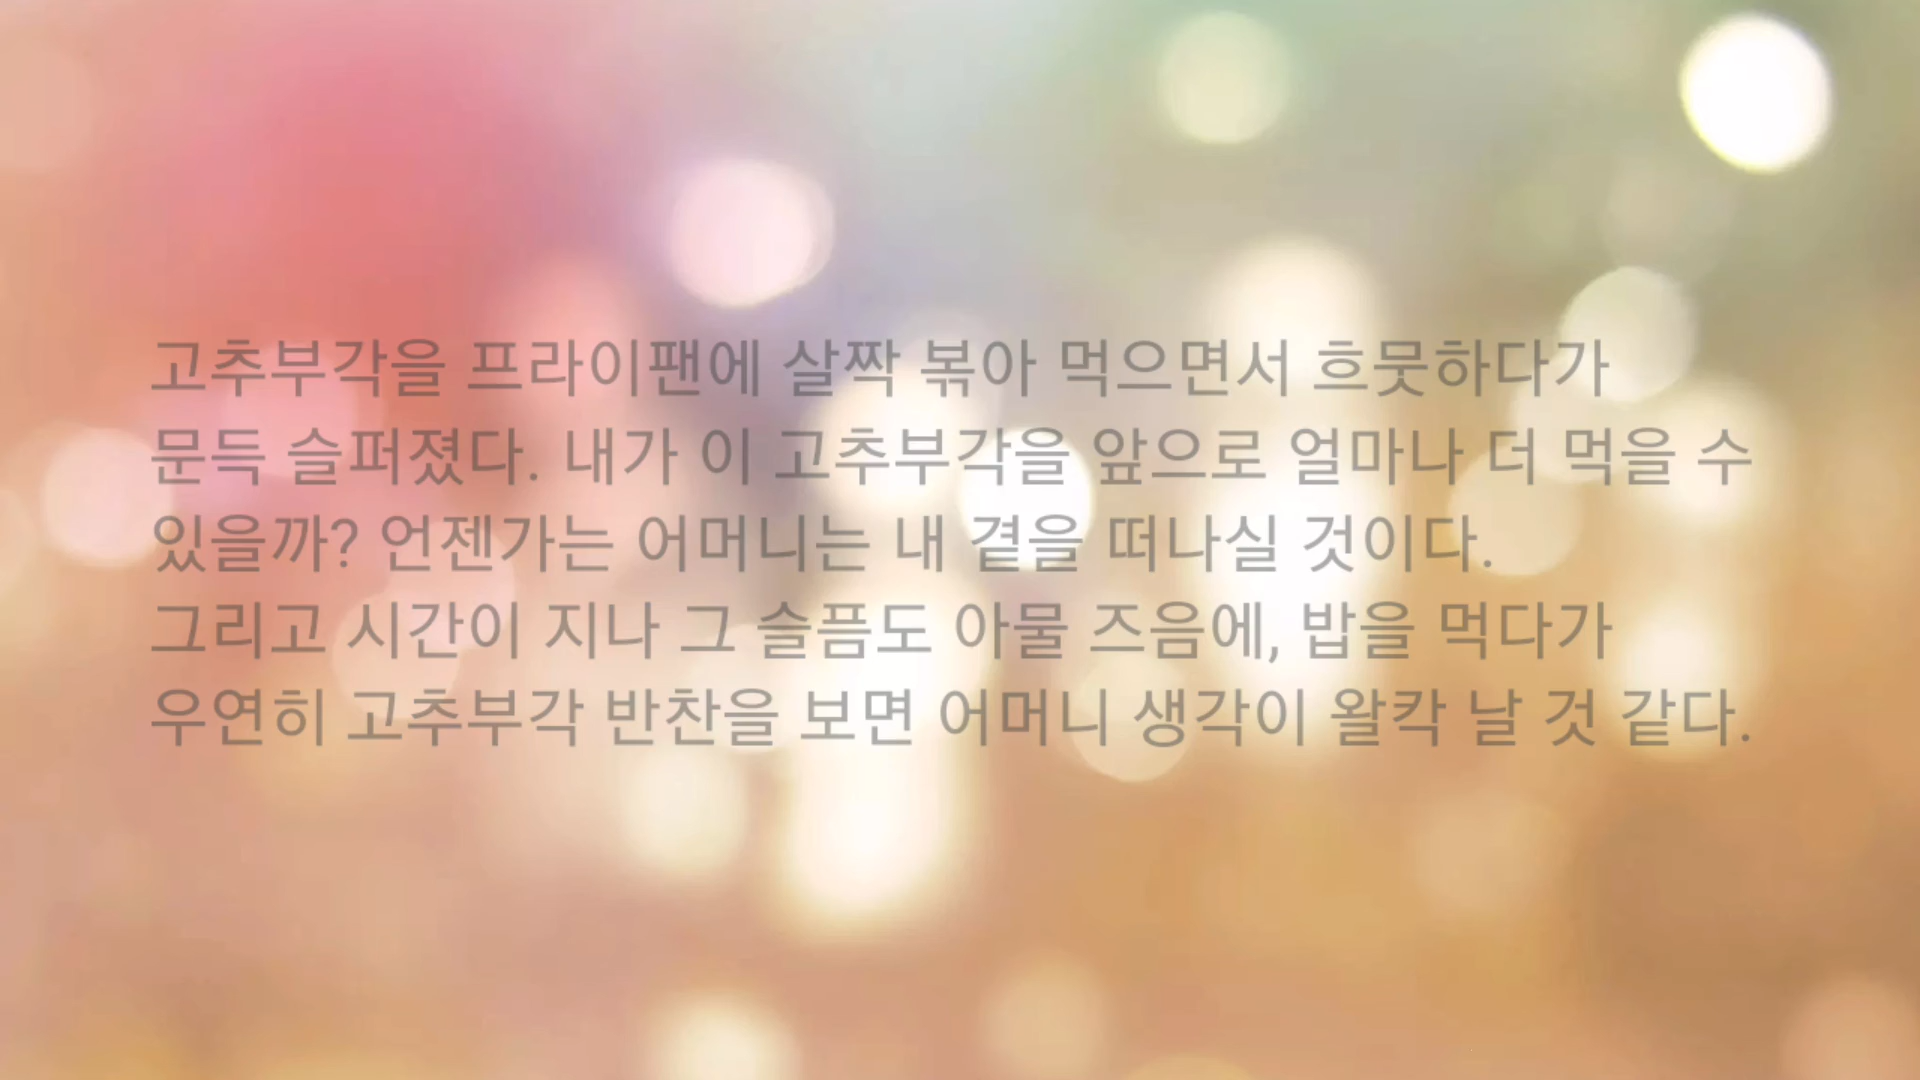 고추부각을 프라이팬에 살짝 볶아 먹으면서 흐뭇하다가
문득 슬퍼졌다. 내가 이 고추부각을 앞으로 얼마나 더 먹을 수
있을까? 언젠가는 어머니는 내 곁을 떠나실 것이다.
그리고 시간이 지나 그 슬픔도 아물 즈음에, 밥을 먹다가
우연히 고추부각 반찬을 보면 어머니 생각이 왈칵 날 것 같다.